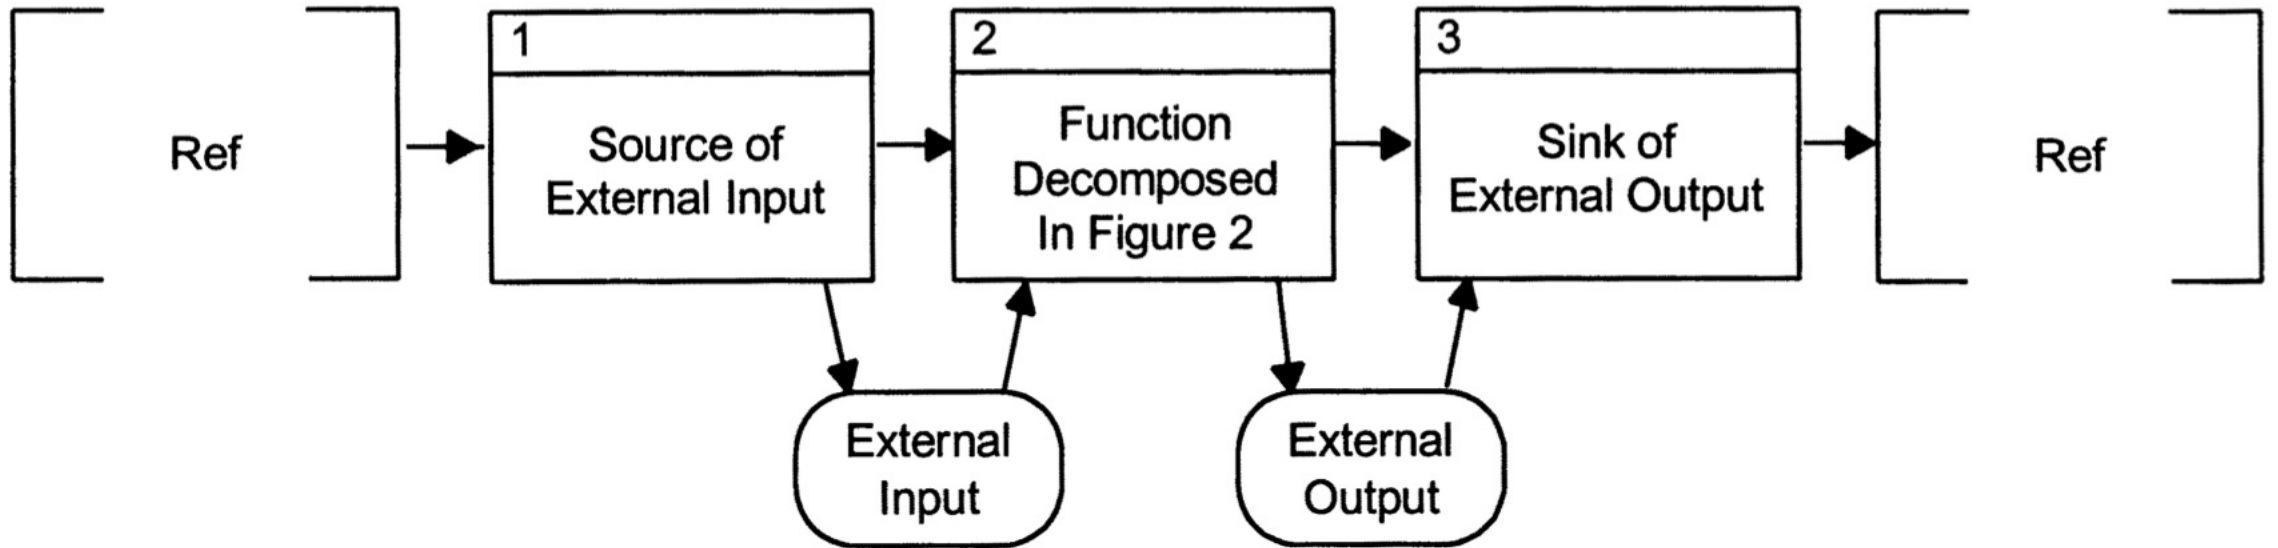 Ref
1
Source of
External Input
2
Function
Decomposed
In Figure 2
3
Sink of
External Output
Ref
External
Input
External
Output